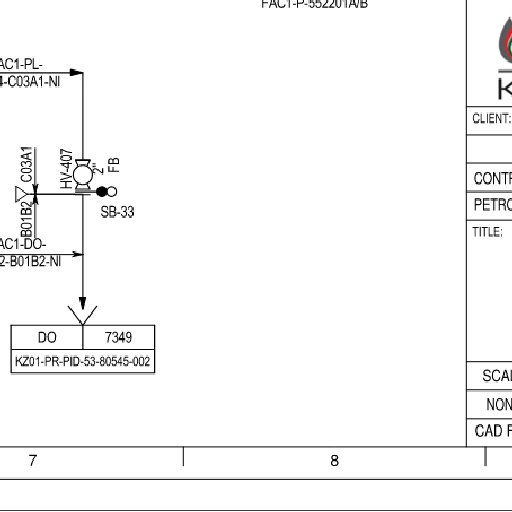 FAC1-P-552201A/B
AC1-PL-
4-C03A1-NI
CLIENT:
C03A1
HV-407
2"
FB
B01B2
SB-33
CONTR
PETRO
TITLE:
AC1-DO-
2-B01B2-NI
DO 7349
KZ01-PR-PID-53-80545-002
SCAL
NON
CAD F
7 8